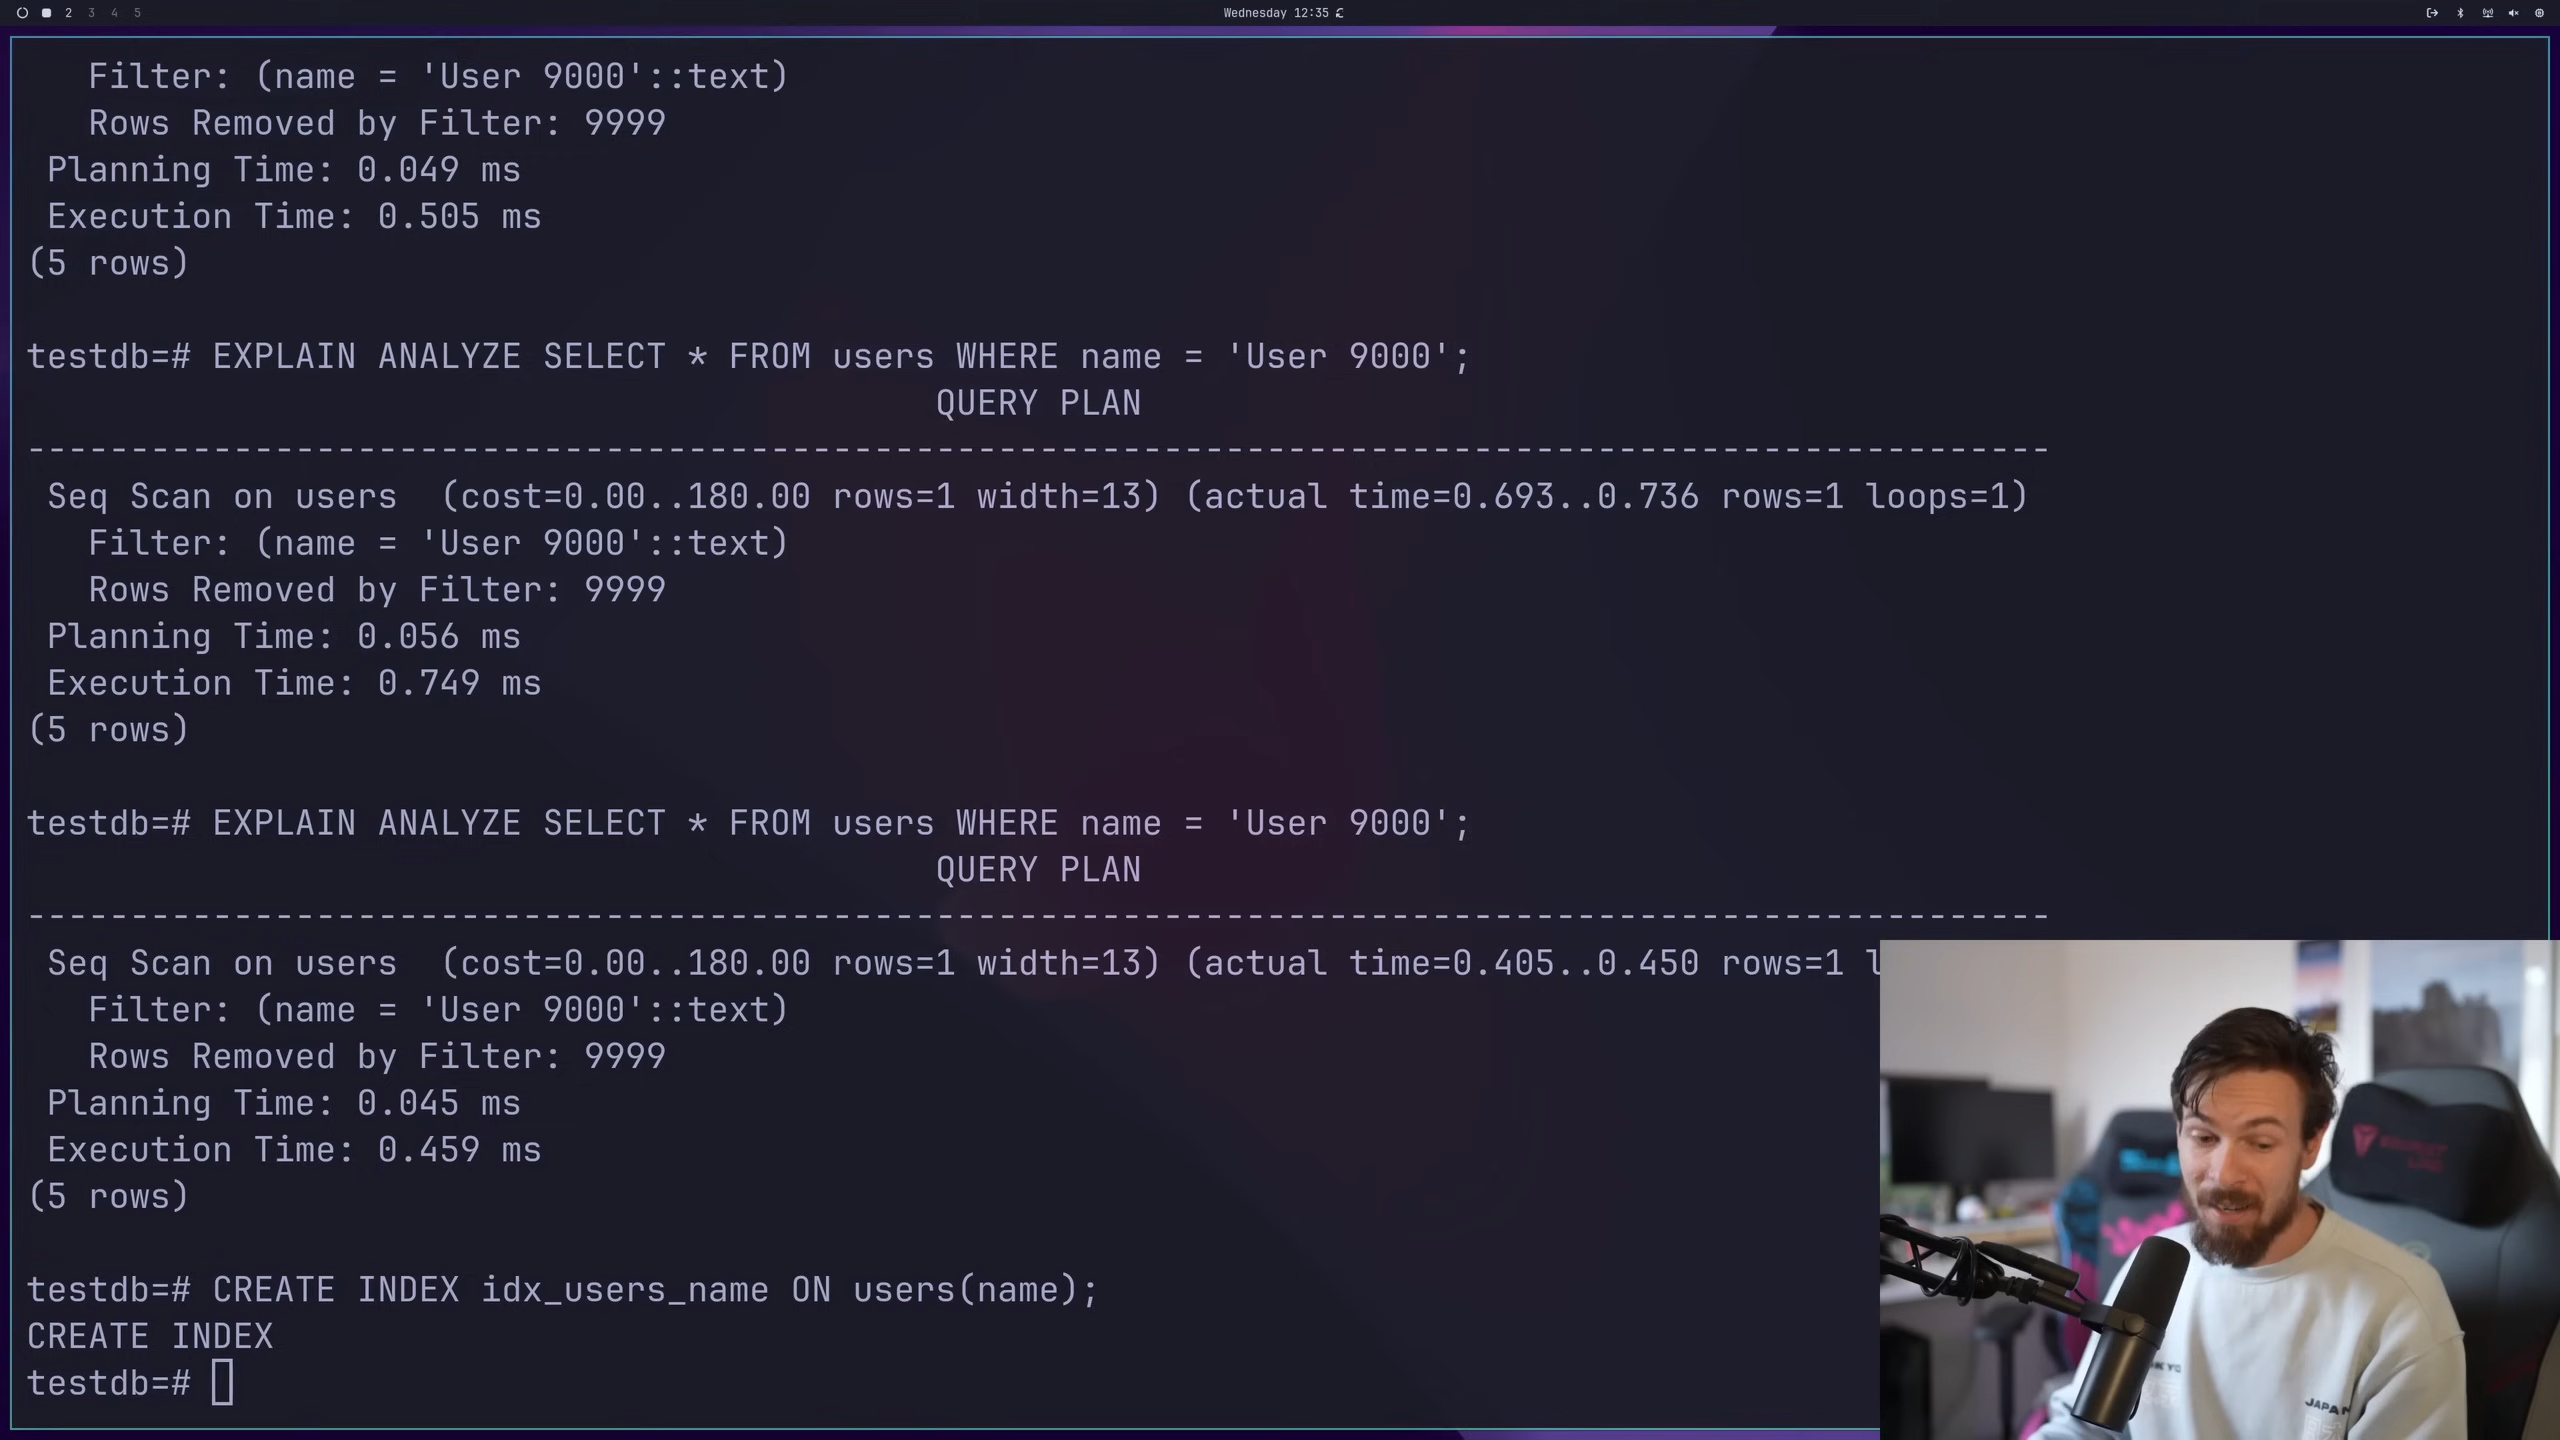 2 3 4 5 Wednesday 12:35
Filter: (name = 'User 9000'::text)
Rows Removed by Filter: 9999
Planning Time: 0.049 ms
Execution Time: 0.505 ms
(5 rows)
testdb=# EXPLAIN ANALYZE SELECT * FROM users WHERE name = 'User 9000';
QUERY PLAN
---------------------------------------------------------------------------------------------------
Seq Scan on users  (cost=0.00..180.00 rows=1 width=13) (actual time=0.693..0.736 rows=1 loops=1)
Filter: (name = 'User 9000'::text)
Rows Removed by Filter: 9999
Planning Time: 0.056 ms
Execution Time: 0.749 ms
(5 rows)
testdb=# EXPLAIN ANALYZE SELECT * FROM users WHERE name = 'User 9000';
QUERY PLAN
---------------------------------------------------------------------------------------------------
Seq Scan on users  (cost=0.00..180.00 rows=1 width=13) (actual time=0.405..0.450 rows=1 l
Filter: (name = 'User 9000'::text)
Rows Removed by Filter: 9999
Planning Time: 0.045 ms
Execution Time: 0.459 ms
(5 rows)
testdb=# CREATE INDEX idx_users_name ON users(name);
CREATE INDEX
testdb=#
JAPAN